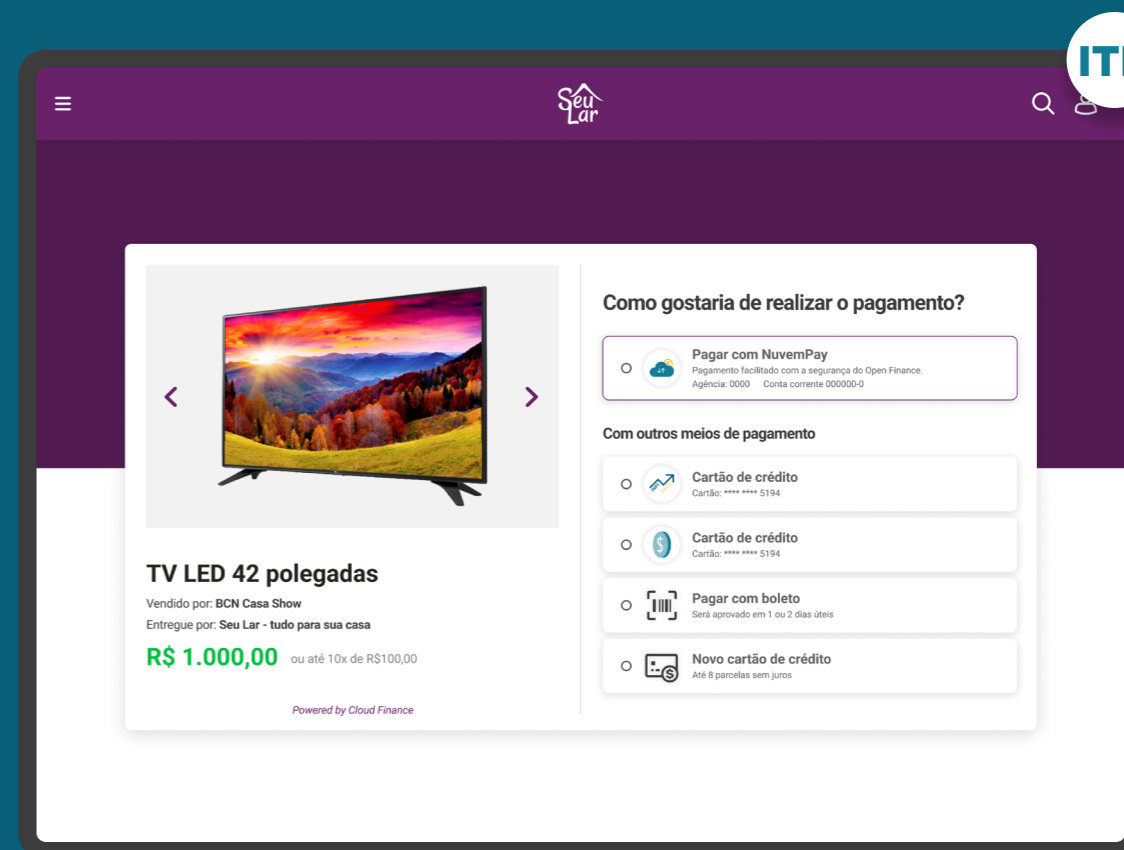 ITI
Seu
Lar
Como gostaria de realizar o pagamento?
Pagar com NuvemPay
Pagamento facilitado com a segurança do Open Finance.
Agência: 0000 Conta corrente 000000-0
Com outros meios de pagamento
Cartão de crédito
Cartão: **** **** 5194
Cartão de crédito
Cartão: **** **** 5194
Pagar com boleto
Será aprovado em 1 ou 2 dias úteis
Novo cartão de crédito
Até 8 parcelas sem juros
TV LED 42 polegadas
Vendido por: BCN Casa Show
Entregue por: Seu Lar - tudo para sua casa
R$ 1.000,00 ou até 10x de R$100,00
Powered by Cloud Finance